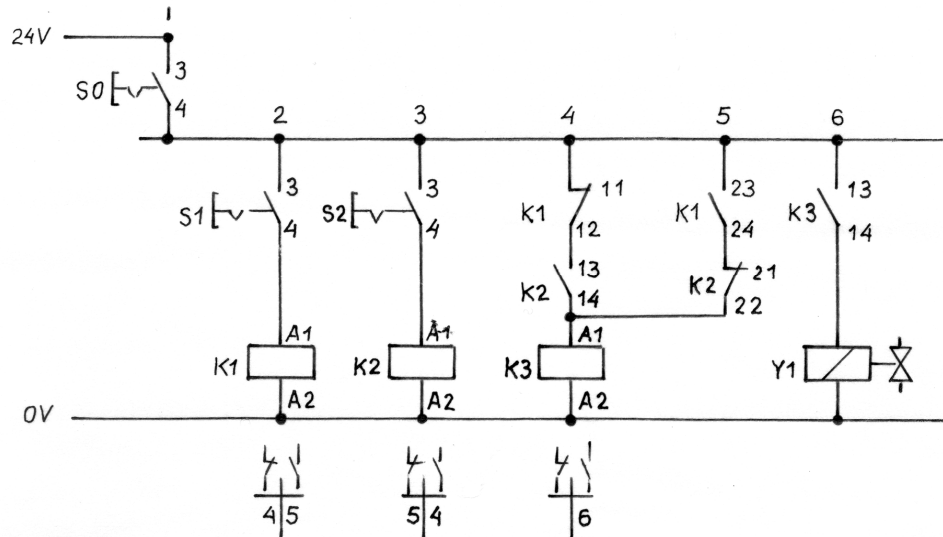 1
24V
3
S0
4
2 3 4 5 6
3 3 11 23 13
S1 S2 K1 K1 K3
4 4 12 24 14
13 21
K2 K2
14 22
A1 A1 A1
K1 K2 K3 Y1
A2 A2 A2
0V
4 5 5 4 6